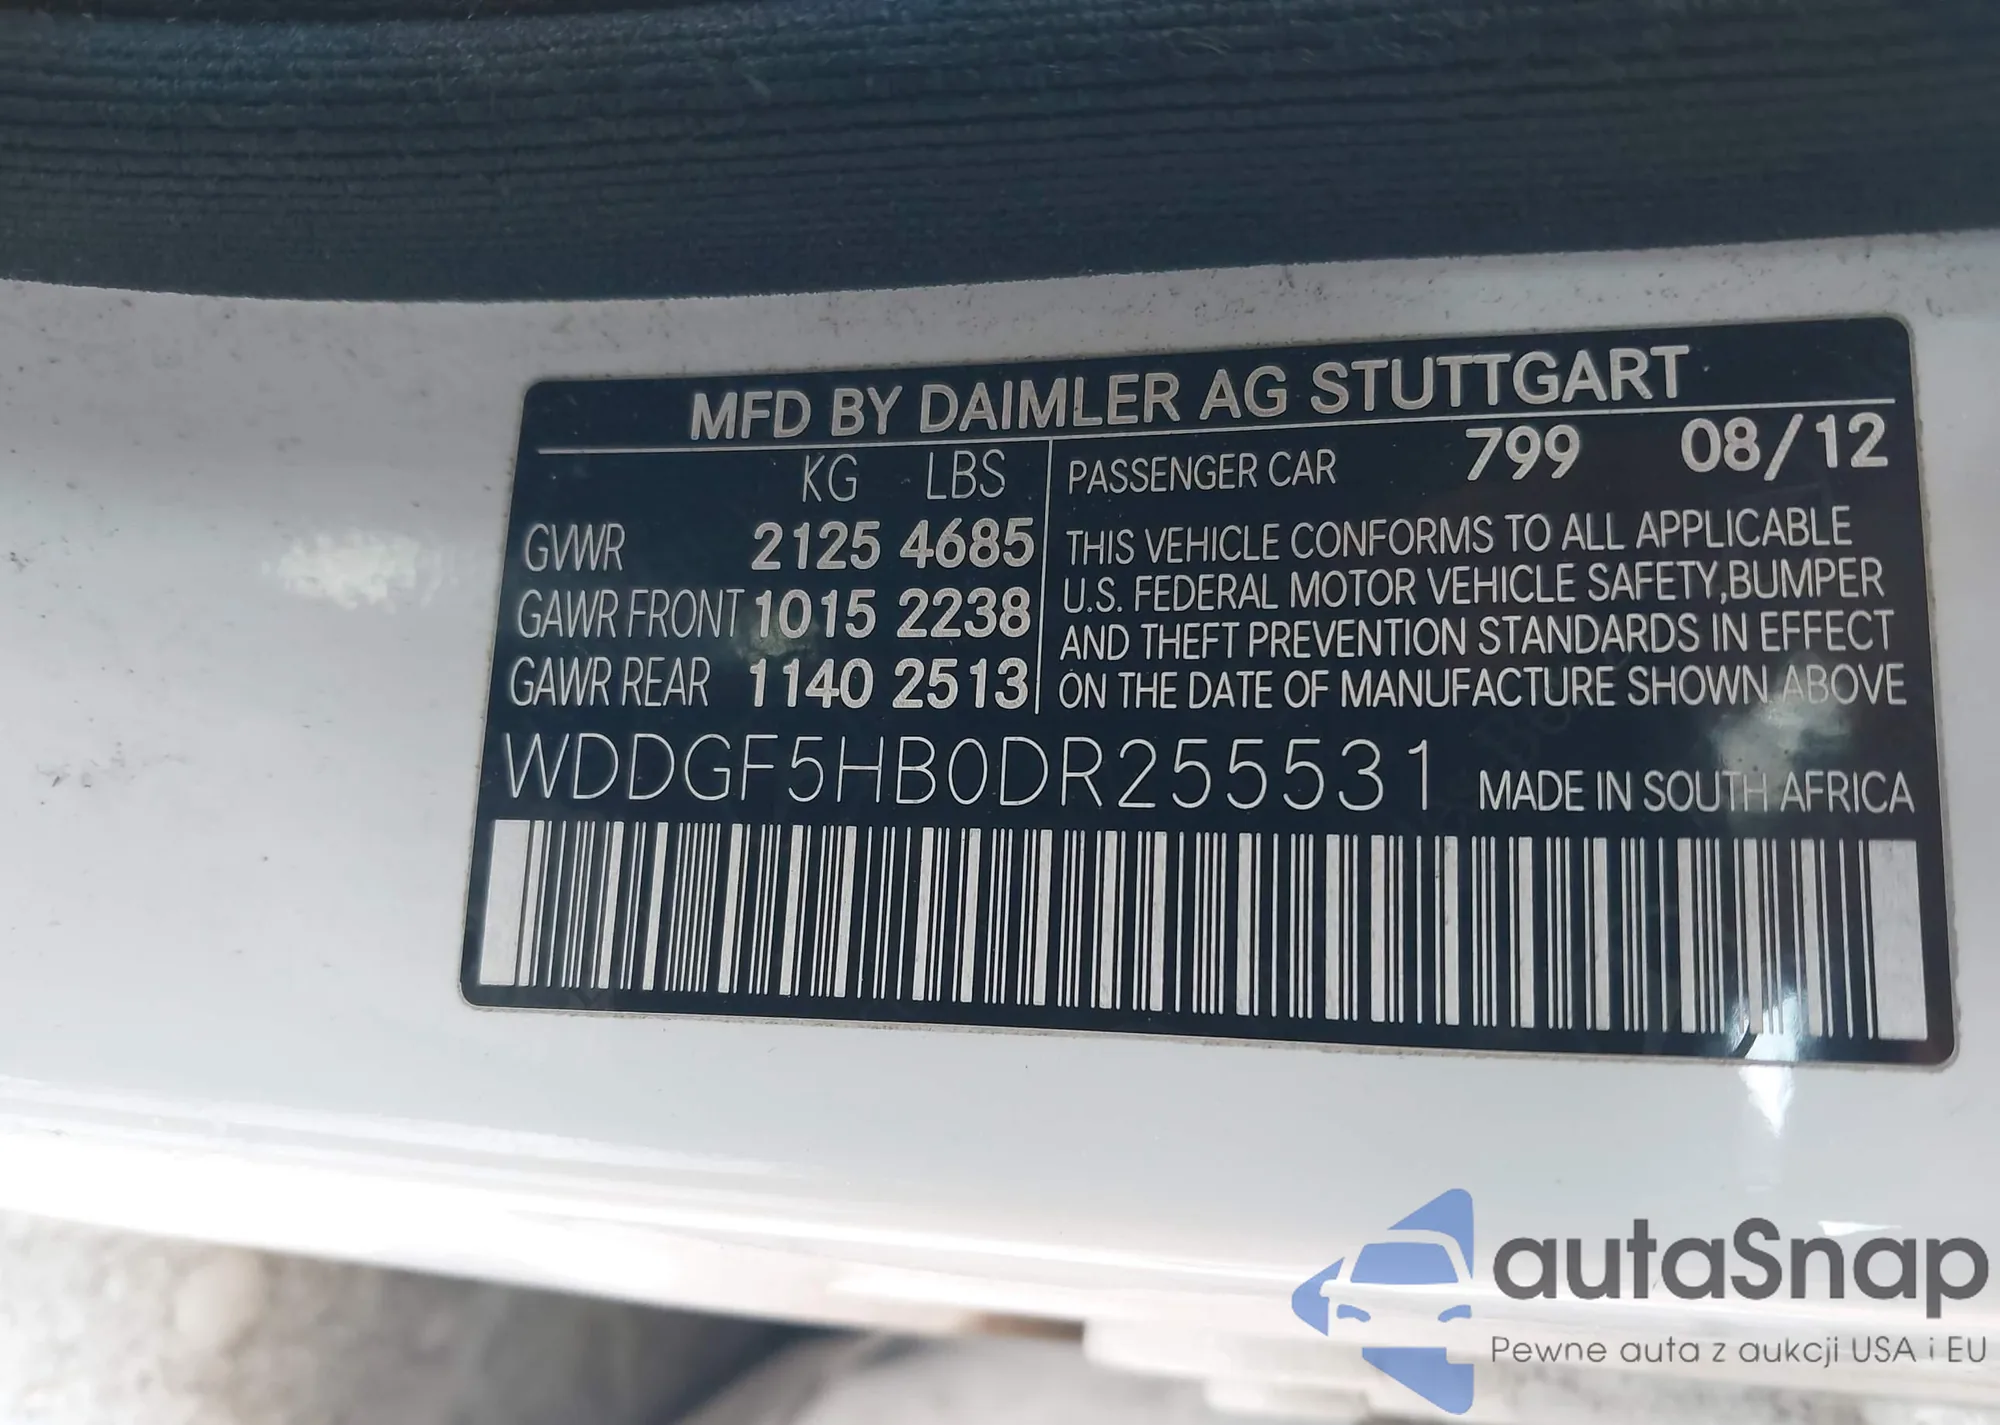 MFD BY DAIMLER AG STUTTGART
KG LBS
GVWR 2125 4685
GAWR FRONT 1015 2238
GAWR REAR 1140 2513
PASSENGER CAR 799 08/12
THIS VEHICLE CONFORMS TO ALL APPLICABLE
U.S. FEDERAL MOTOR VEHICLE SAFETY,BUMPER
AND THEFT PREVENTION STANDARDS IN EFFECT
ON THE DATE OF MANUFACTURE SHOWN ABOVE
WDDGF5HB0DR255531 MADE IN SOUTH AFRICA
autaSnap
Pewne auta z aukcji USA i EU